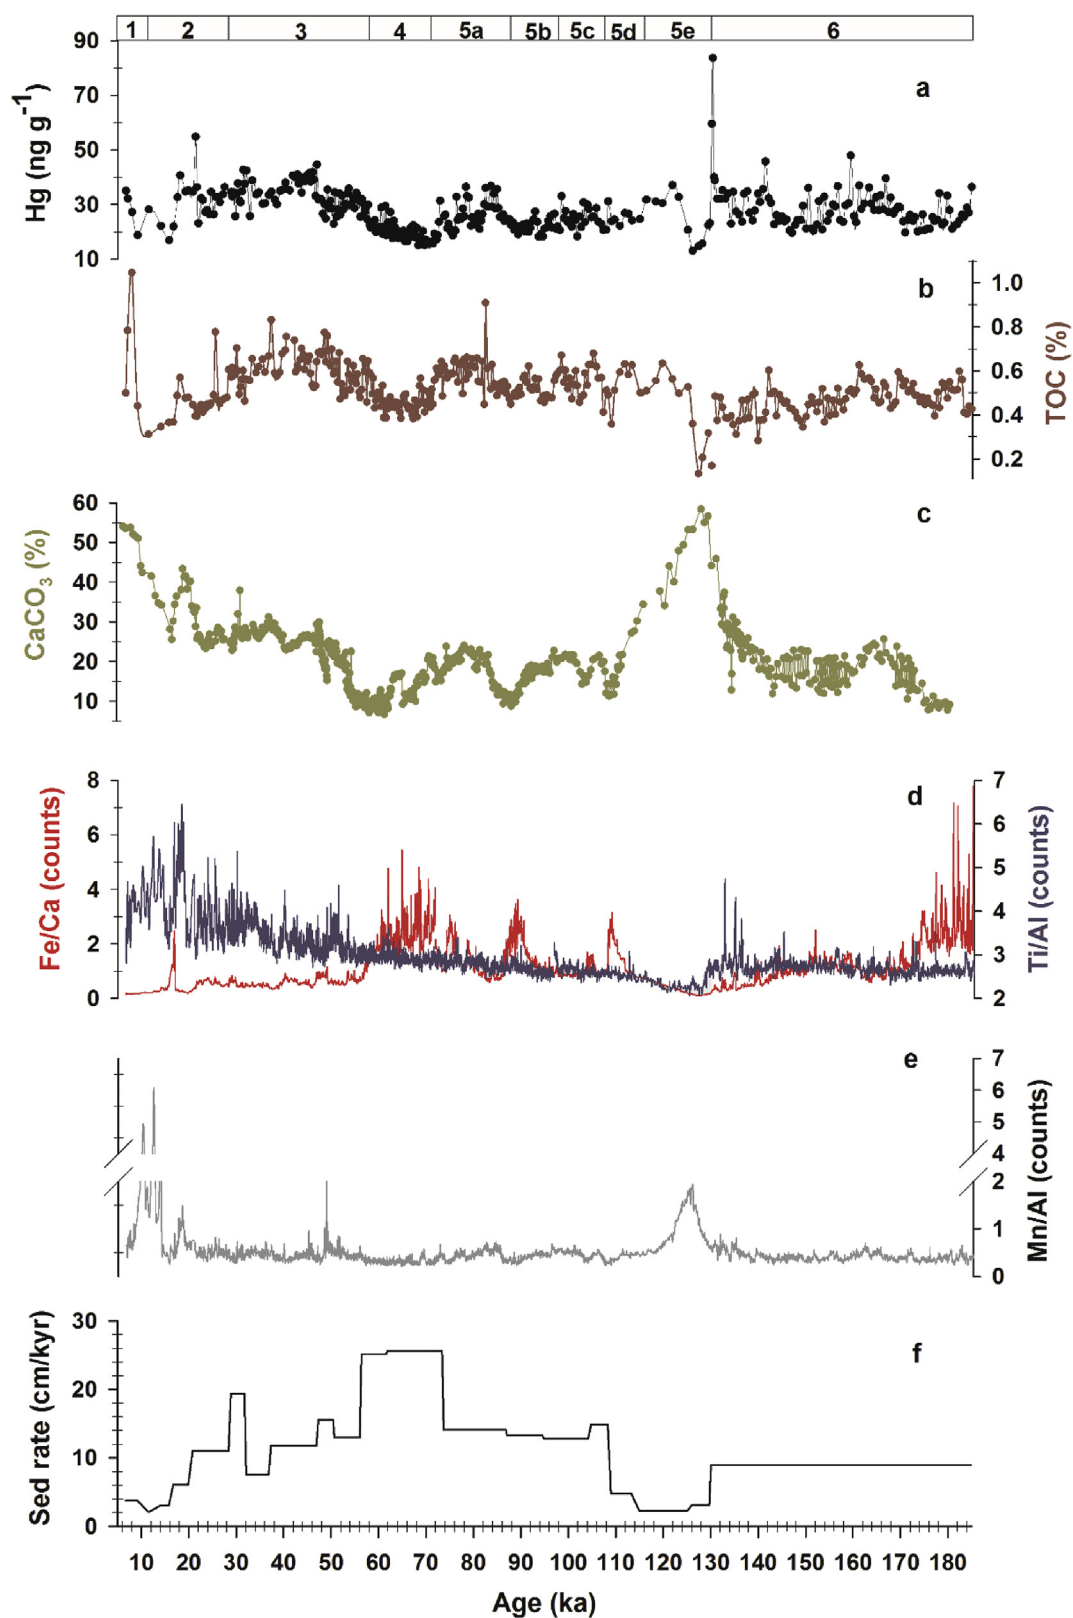 1 2 3 4 5a 5b 5c 5d 5e 6
a
Hg (ng g-1)
90
70
50
30
10
b
TOC (%)
1.0
0.8
0.6
0.4
0.2
c
CaCO3 (%)
60
50
40
30
20
10
d
Fe/Ca (counts)
8
6
4
2
0
Ti/Al (counts)
7
6
5
4
3
2
e
Mn/Al (counts)
7
6
5
4
2
1
0
f
Sed rate (cm/kyr)
30
20
10
0
10 20 30 40 50 60 70 80 90 100 110 120 130 140 150 160 170 180
Age (ka)